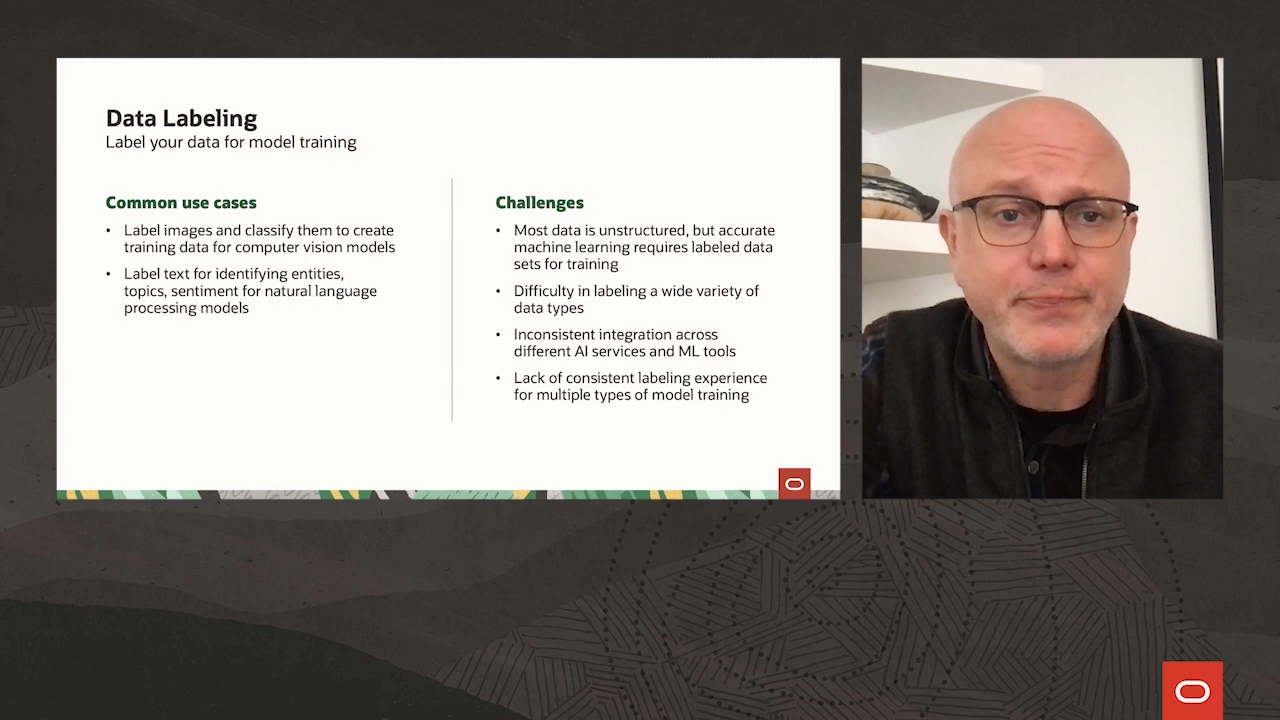 Data Labeling
Label your data for model training
Common use cases
• Label images and classify them to create
training data for computer vision models
• Label text for identifying entities,
topics, sentiment for natural language
processing models
Challenges
• Most data is unstructured, but accurate
machine learning requires labeled data
sets for training
• Difficulty in labeling a wide variety of
data types
• Inconsistent integration across
different AI services and ML tools
• Lack of consistent labeling experience
for multiple types of model training